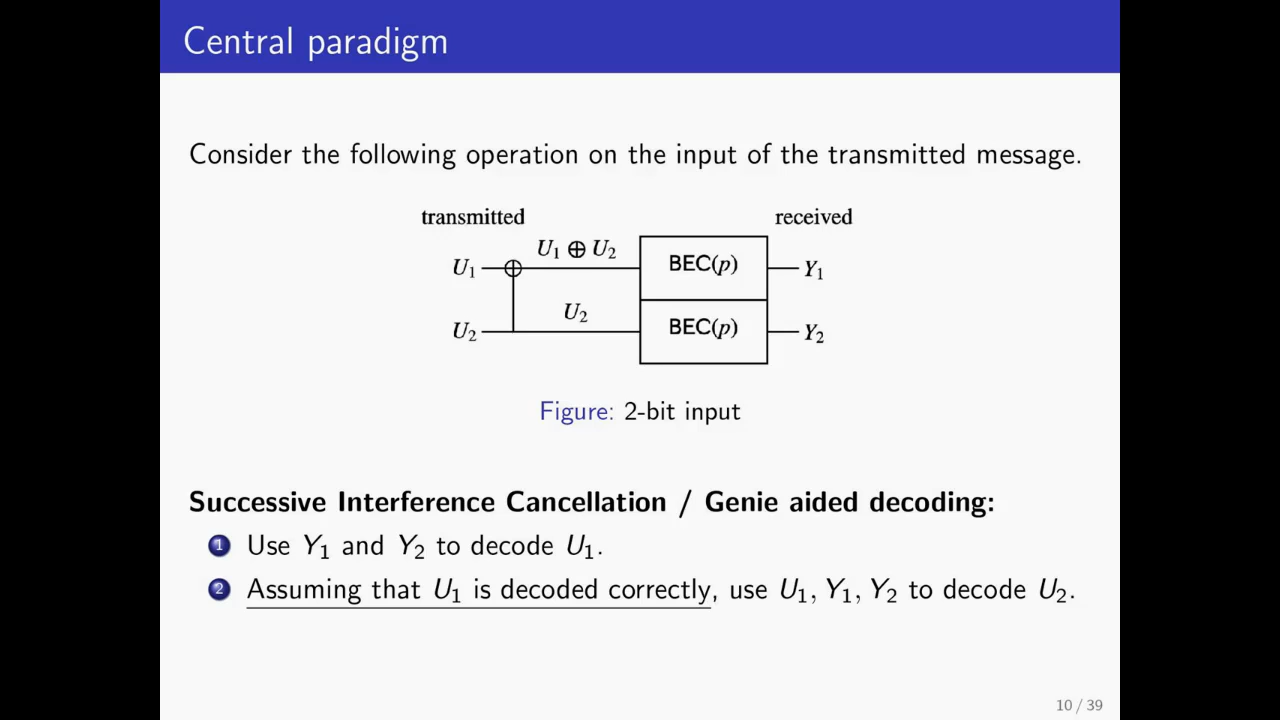 Central paradigm
Consider the following operation on the input of the transmitted message.
transmitted received
U₁ ⊕ U₂
U₁ BEC(p) Y₁
U₂
U₂ BEC(p) Y₂
Figure: 2-bit input
Successive Interference Cancellation / Genie aided decoding:
1 Use Y₁ and Y₂ to decode U₁.
2 Assuming that U₁ is decoded correctly, use U₁, Y₁, Y₂ to decode U₂.
10 / 39